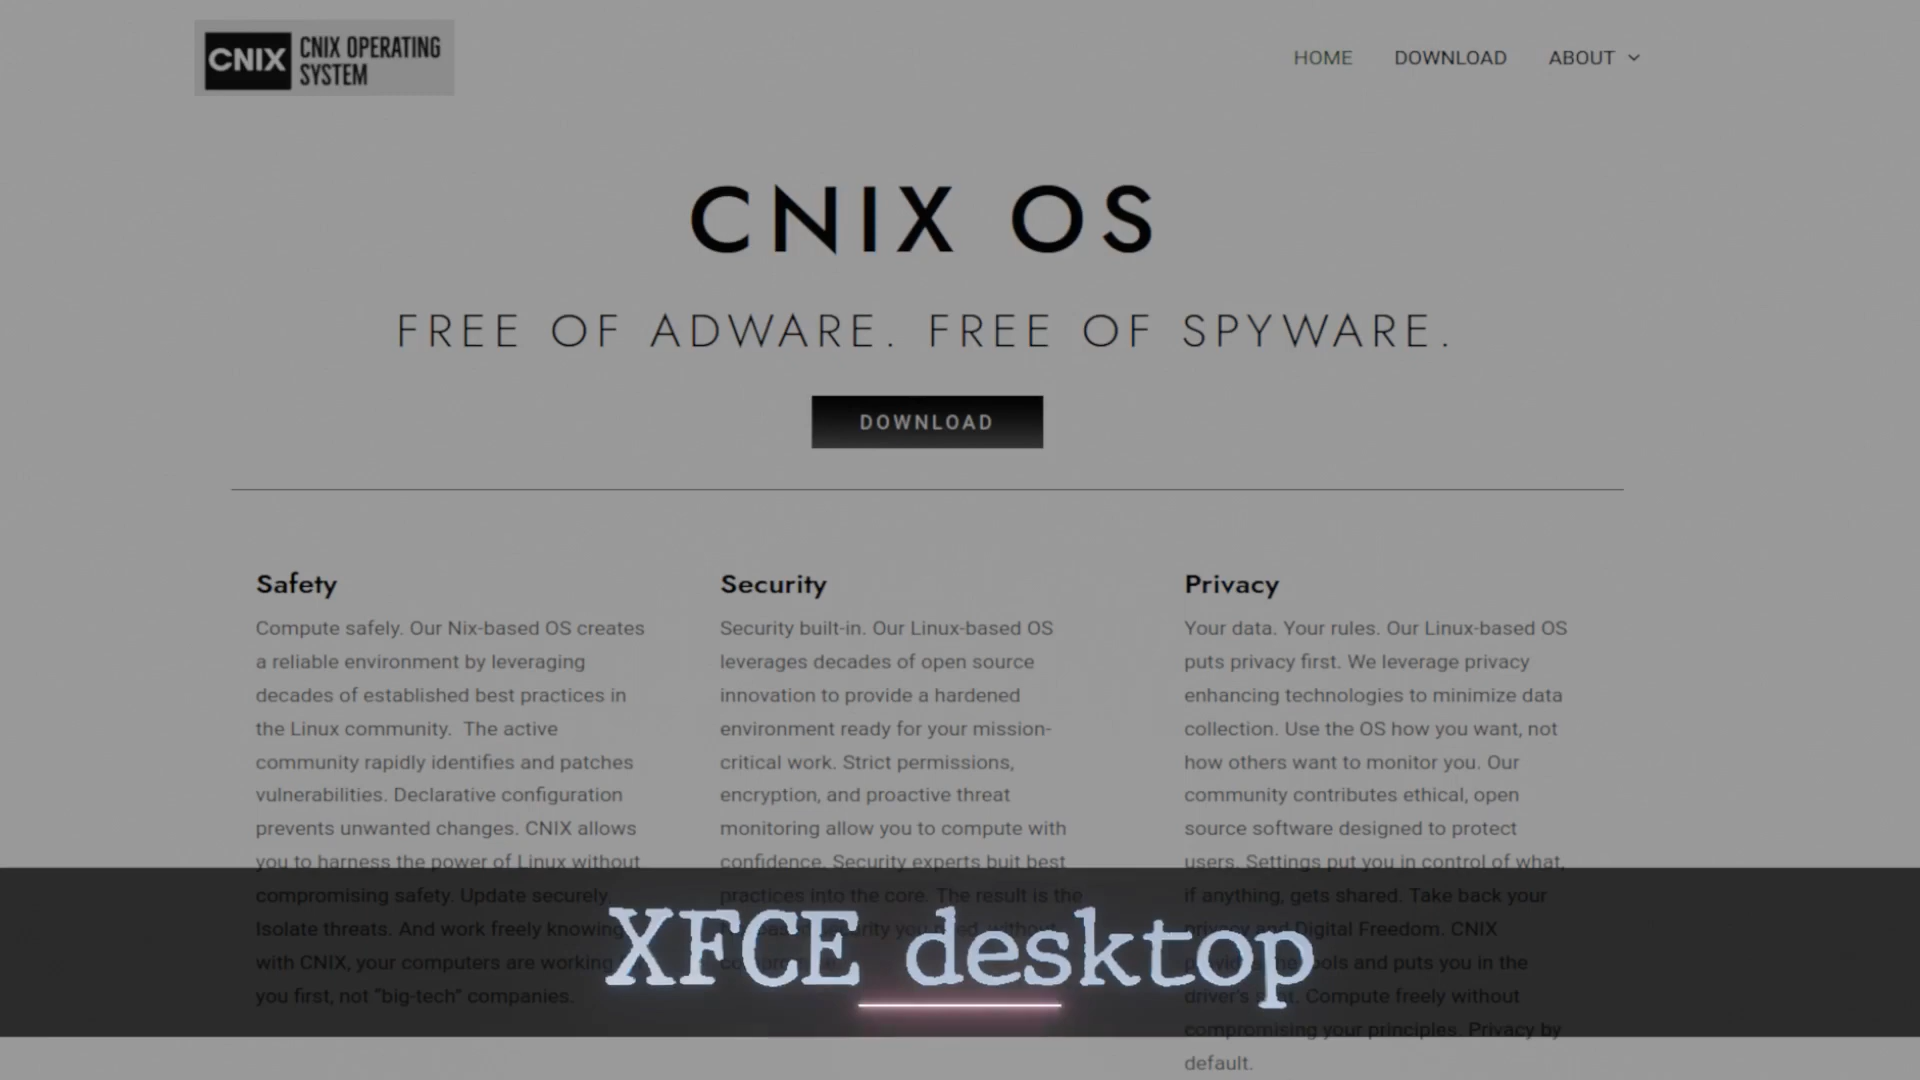 CNIX
CNIX OPERATING
SYSTEM
HOME
DOWNLOAD
ABOUT
CNIX OS
FREE OF ADWARE. FREE OF SPYWARE.
DOWNLOAD
Safety
Compute safely. Our Nix-based OS creates
a reliable environment by leveraging
decades of established best practices in
the Linux community. The active
community rapidly identifies and patches
vulnerabilities. Declarative configuration
prevents unwanted changes. CNIX allows
you to harness the power of Linux without
compromising safety. Update securely.
Isolate threats. And work freely knowing
with CNIX, your computers are working
you first, not “big-tech” companies.
Security
Security built-in. Our Linux-based OS
leverages decades of open source
innovation to provide a hardened
environment ready for your mission-
critical work. Strict permissions,
encryption, and proactive threat
monitoring allow you to compute with
confidence. Security experts buit best
practices into the core. The result is the
you without
Privacy
Your data. Your rules. Our Linux-based OS
puts privacy first. We leverage privacy
enhancing technologies to minimize data
collection. Use the OS how you want, not
how others want to monitor you. Our
community contributes ethical, open
source software designed to protect
users. Settings put you in control of what,
if anything, gets shared. Take back your
privacy and Digital Freedom. CNIX
and puts you in the
driver's Compute freely without
compromising your principles. Privacy by
default.
XFCE desktop